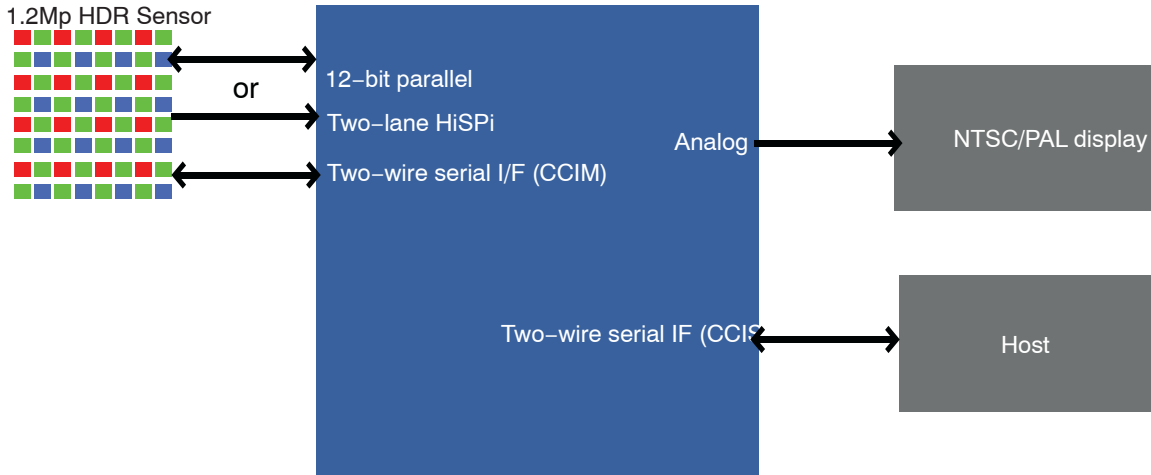 1.2Mp HDR Sensor
12−bit parallel
or
Two−lane HiSPi
Analog
NTSC/PAL display
Two−wire serial I/F (CCIM)
Two−wire serial IF (CCIS
Host